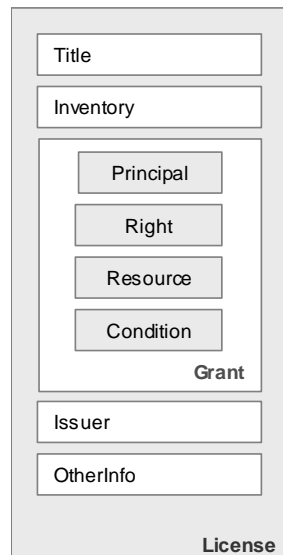 Title
Inventory
Principal
Right
Resource
Condition
Grant
Issuer
OtherInfo
License